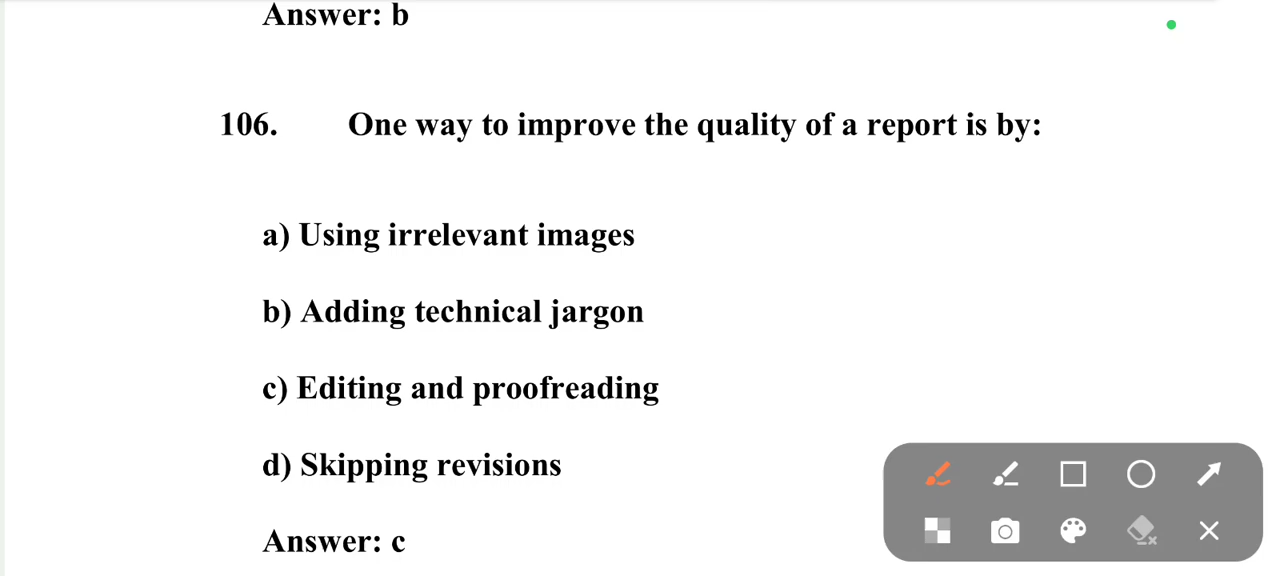 Answer: b
106. One way to improve the quality of a report is by:
a) Using irrelevant images
b) Adding technical jargon
c) Editing and proofreading
d) Skipping revisions
Answer: c